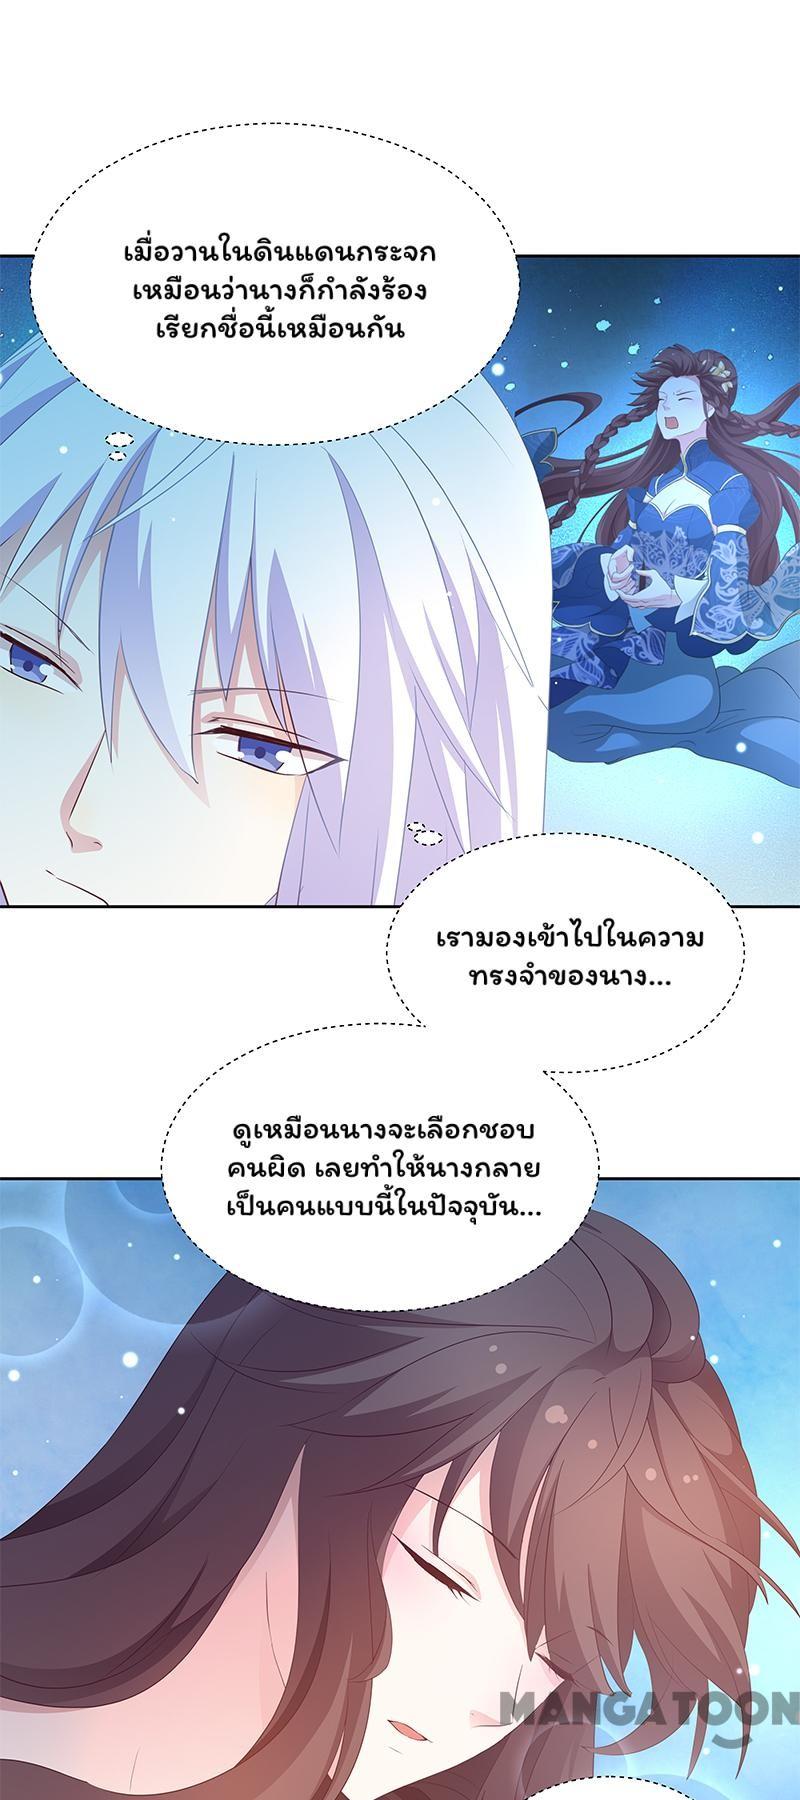 เมื่อวานในดินแดนกระจก
เหมือนว่านางก็กำลังร้อง
เรียกชื่อนี้เหมือนกัน
เรามองเข้าไปในความ
ทรงจำของนาง...
ดูเหมือนนางจะเลือกชอบ
คนผิด เลยทำให้นางกลาย
เป็นคนแบบนี้ในปัจจุบัน...
MANGATOON